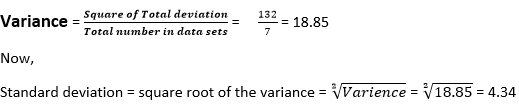 Variance = Square of Total deviation / Total number in data sets = 132 / 7 = 18.85
Now,
Standard deviation = square root of the variance = ²√Varience = ²√18.85 = 4.34